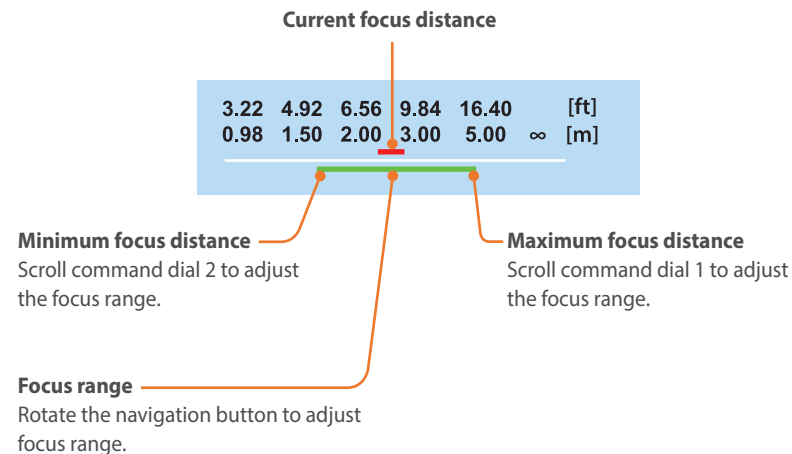 Current focus distance
3.22 4.92 6.56 9.84 16.40 [ft]
0.98 1.50 2.00 3.00 5.00 ∞ [m]
Minimum focus distance
Scroll command dial 2 to adjust
the focus range.
Maximum focus distance
Scroll command dial 1 to adjust
the focus range.
Focus range
Rotate the navigation button to adjust
focus range.